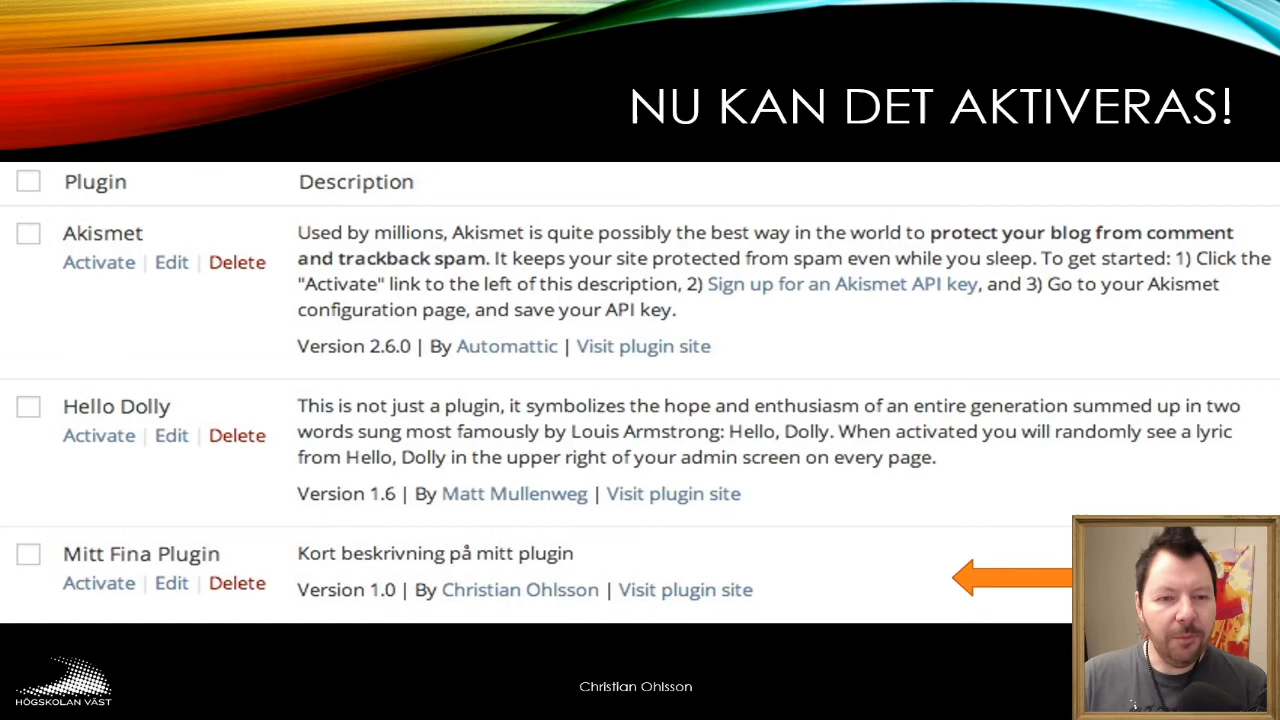 NU KAN DET AKTIVERAS!
Plugin Description
Akismet
Activate | Edit | Delete
Used by millions, Akismet is quite possibly the best way in the world to protect your blog from comment
and trackback spam. It keeps your site protected from spam even while you sleep. To get started: 1) Click the
"Activate" link to the left of this description, 2) Sign up for an Akismet API key, and 3) Go to your Akismet
configuration page, and save your API key.
Version 2.6.0 | By Automattic | Visit plugin site
Hello Dolly
Activate | Edit | Delete
This is not just a plugin, it symbolizes the hope and enthusiasm of an entire generation summed up in two
words sung most famously by Louis Armstrong: Hello, Dolly. When activated you will randomly see a lyric
from Hello, Dolly in the upper right of your admin screen on every page.
Version 1.6 | By Matt Mullenweg | Visit plugin site
Mitt Fina Plugin
Activate | Edit | Delete
Kort beskrivning på mitt plugin
Version 1.0 | By Christian Ohlsson | Visit plugin site
HÖGSKOLAN VÄST
Christian Ohlsson